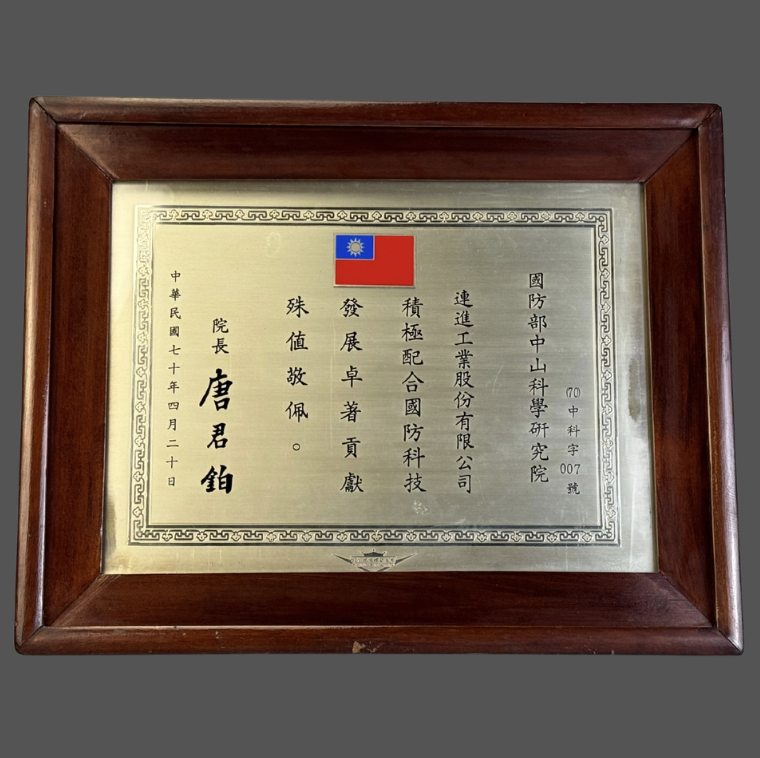 國防部中山科學研究院
(70)中科字007號
連進工業股份有限公司
積極配合國防科技
發展卓著貢獻
殊值敬佩。
院長 唐君鉑
中華民國七十年四月二十日